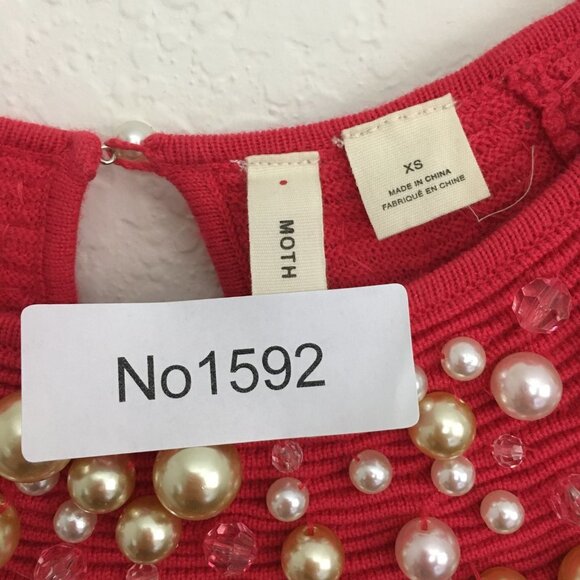 XS
MADE IN CHINA
FABRIQUÉ EN CHINE
MOTH
No1592